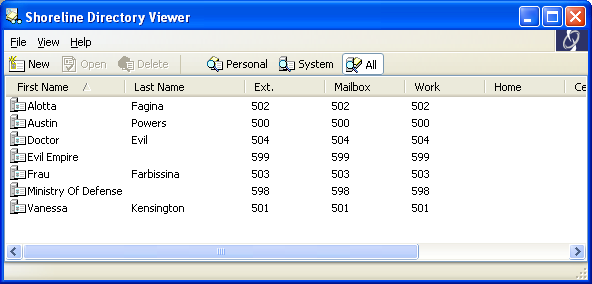 Shoreline Directory Viewer
File View Help
New Open Delete Personal System All
First Name Last Name Ext. Mailbox Work Home Ce
Alotta Fagina 502 502 502
Austin Powers 500 500 500
Doctor Evil 504 504 504
Evil Empire 599 599 599
Frau Farbissina 503 503 503
Ministry Of Defense 598 598 598
Vanessa Kensington 501 501 501